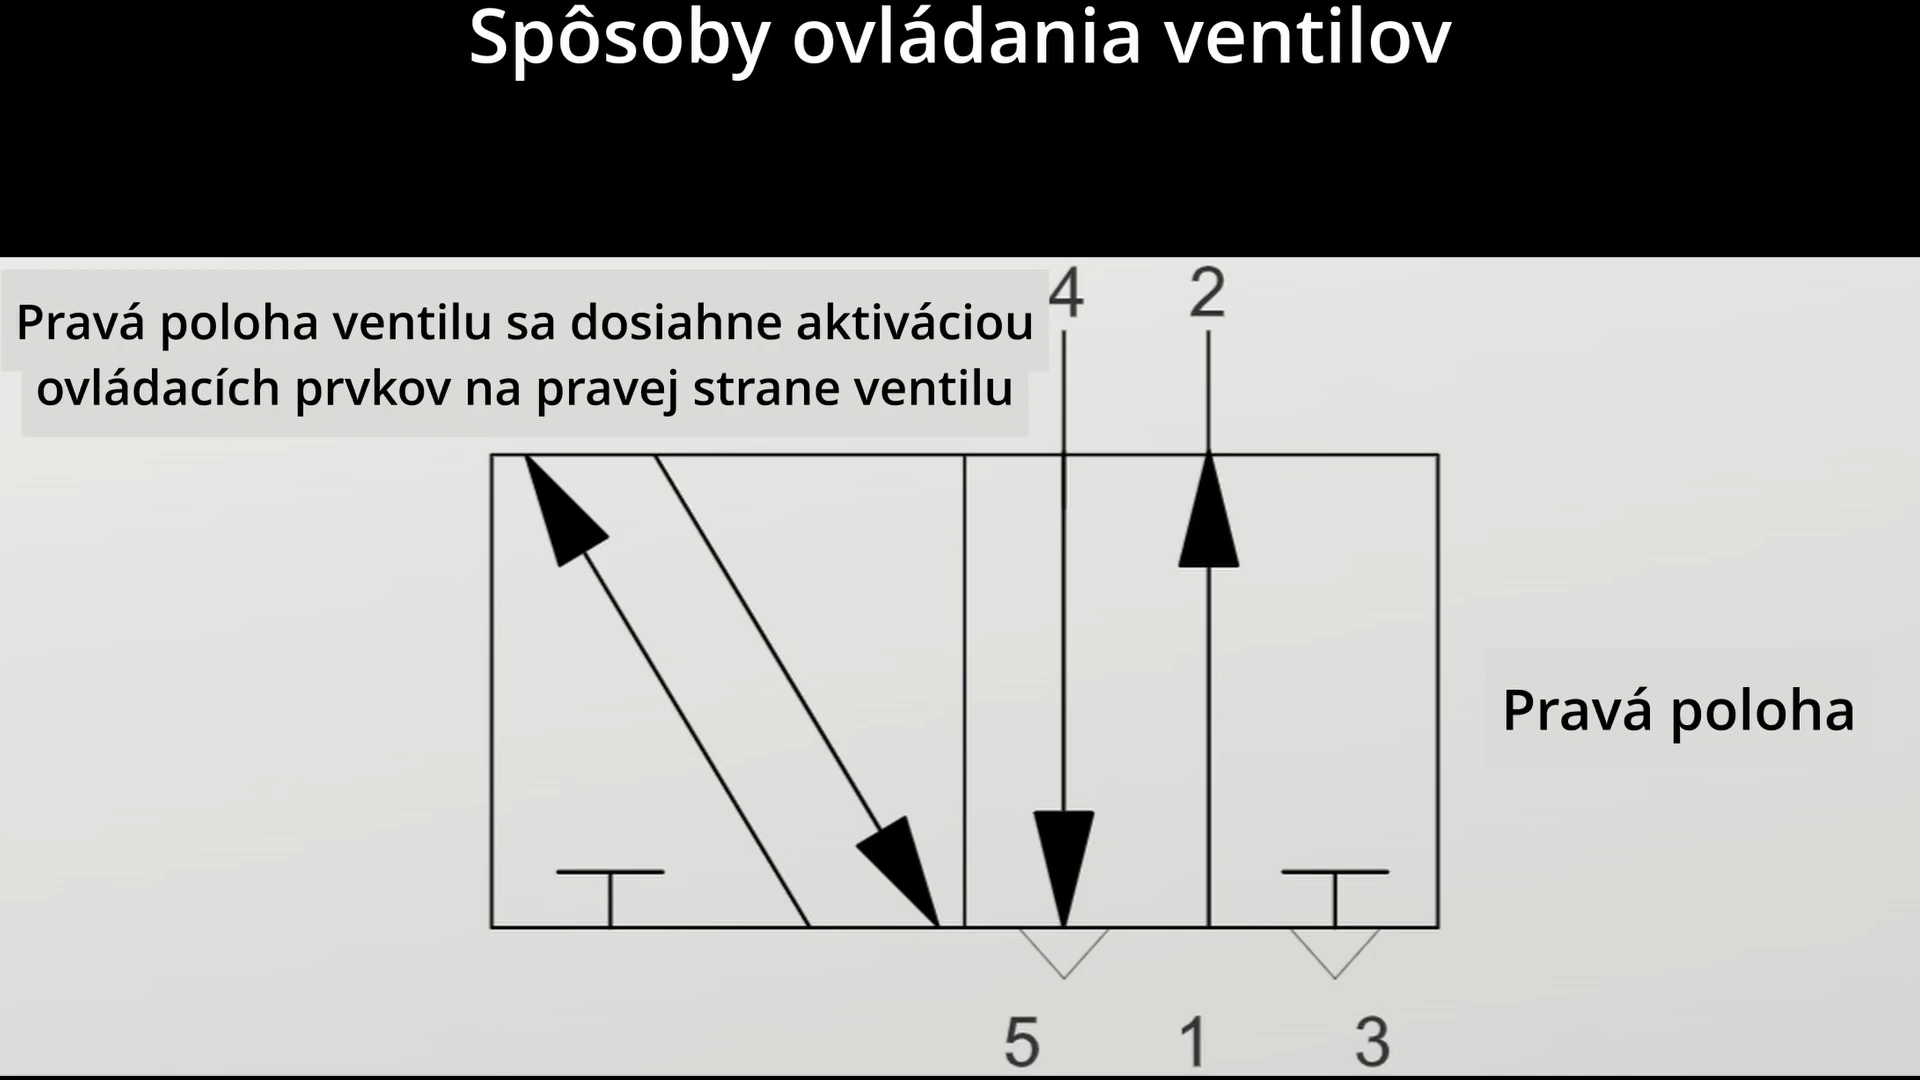 Spôsoby ovládania ventilov
Pravá poloha ventilu sa dosiahne aktiváciou
ovládacích prvkov na pravej strane ventilu
4 2
Pravá poloha
5 1 3